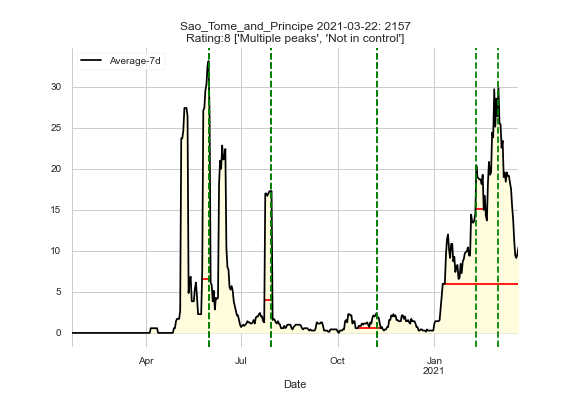 Sao_Tome_and_Principe 2021-03-22: 2157
Rating:8 ['Multiple peaks', 'Not in control']
Average-7d
30
25
20
15
10
5
0
Apr Jul Oct Jan
2021
Date